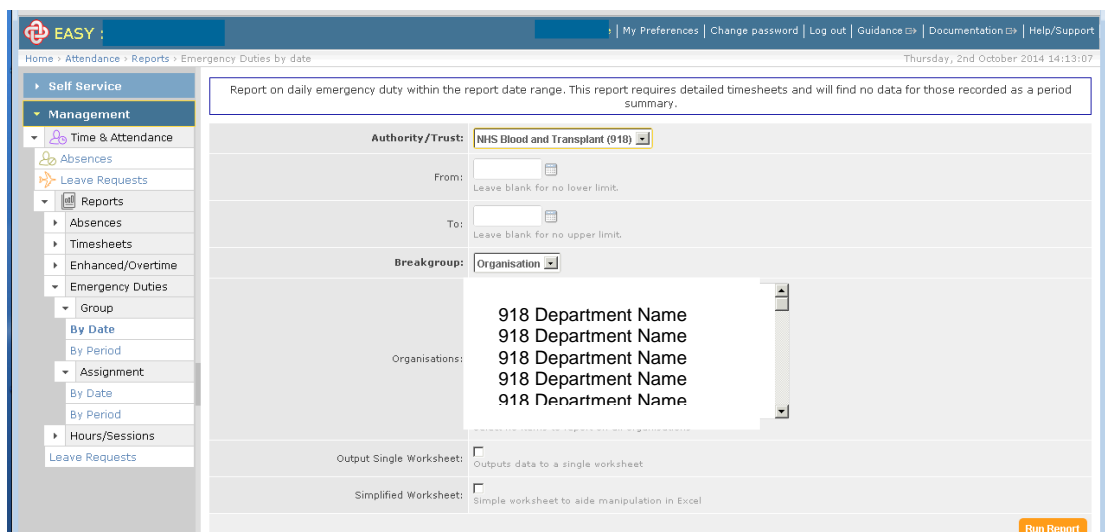 EASY :
| My Preferences | Change password | Log out | Guidance | Documentation | Help/Support
Home › Attendance › Reports › Emergency Duties by date
Thursday, 2nd October 2014 14:13:07
Self Service
Management
Time & Attendance
Absences
Leave Requests
Reports
Absences
Timesheets
Enhanced/Overtime
Emergency Duties
Group
By Date
By Period
Assignment
By Date
By Period
Hours/Sessions
Leave Requests
Report on daily emergency duty within the report date range. This report requires detailed timesheets and will find no data for those recorded as a period
summary.
Authority/Trust: NHS Blood and Transplant (918)
From:
Leave blank for no lower limit.
To:
Leave blank for no upper limit.
Breakgroup: Organisation
Organisations:
918 Department Name
918 Department Name
918 Department Name
918 Department Name
918 Department Name
Output Single Worksheet:
Outputs data to a single worksheet
Simplified Worksheet:
Simple worksheet to aide manipulation in Excel
Run Report